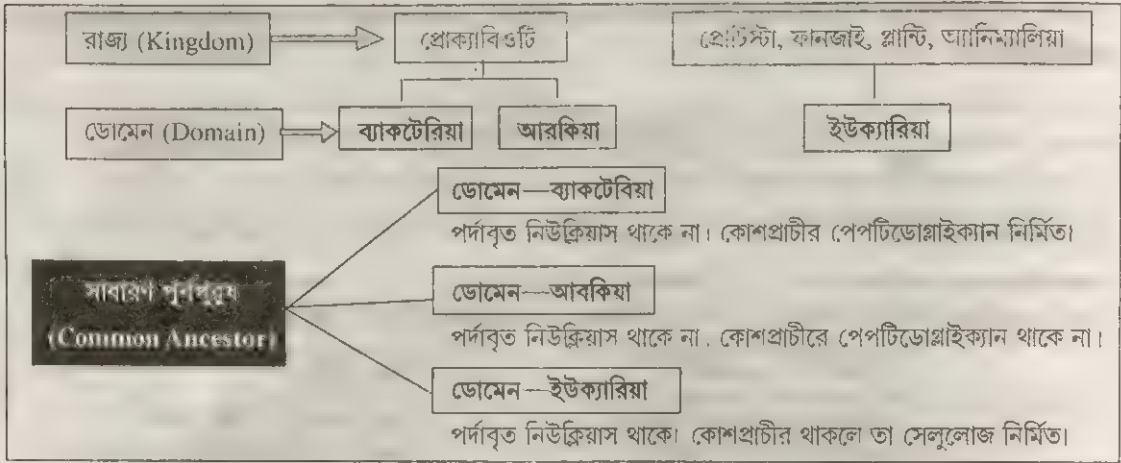 রাজ্য (Kingdom) প্রোক্যারিওটি প্রোটিস্টা, ফানজাই, প্লান্টি, অ্যানিম্যালিয়া
ডোমেন (Domain) ব্যাকটেরিয়া আরকিয়া ইউক্যারিয়া
ডোমেন—ব্যাকটেরিয়া
পর্দাবৃত নিউক্লিয়াস থাকে না। কোশপ্রাচীর পেপটিডোগ্লাইক্যান নির্মিত।
সাধারণ পূর্বপুরুষ
(Common Ancestor)
ডোমেন—আরকিয়া
পর্দাবৃত নিউক্লিয়াস থাকে না. কোশপ্রাচীরে পেপটিডোগ্লাইক্যান থাকে না।
ডোমেন—ইউক্যারিয়া
পর্দাবৃত নিউক্লিয়াস থাকে। কোশপ্রাচীর থাকলে তা সেলুলোজ নির্মিত।